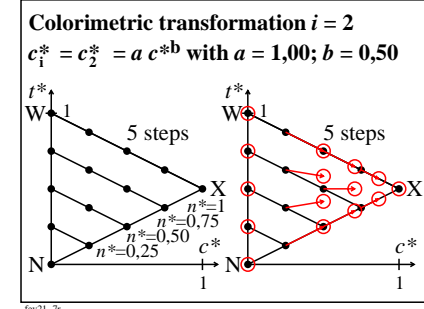 Colorimetric transformation i = 2
c*i = c*2 = a c*b with a = 1,00; b = 0,50
t*
W 1
5 steps
X
n*=1
n*=0,75
n*=0,50
n*=0,25
c*
N
1
t*
W 1
5 steps
X
c*
N
1